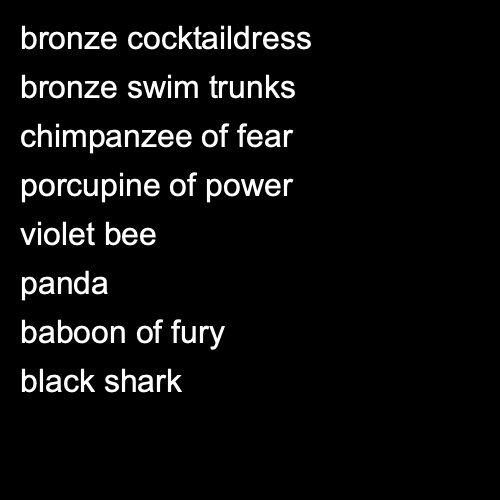 bronze cocktaildress
bronze swim trunks
chimpanzee of fear
porcupine of power
violet bee
panda
baboon of fury
black shark